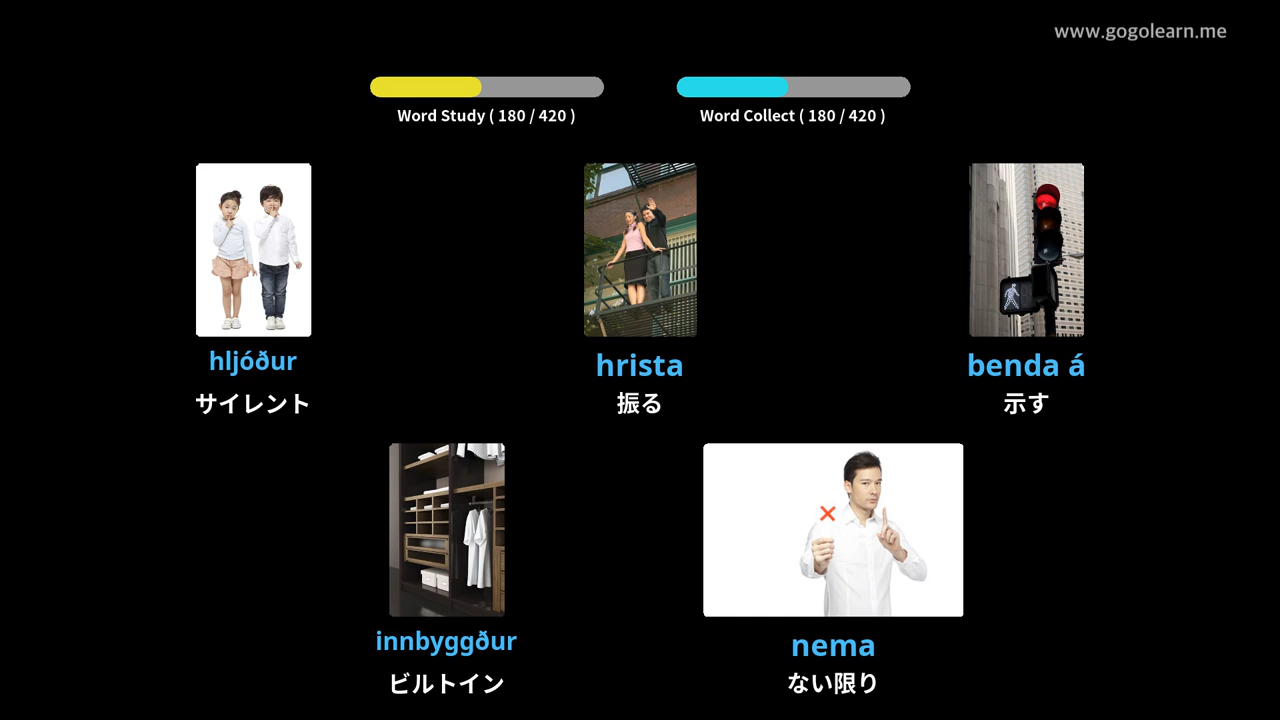 www.gogolearn.me
Word Study ( 180 / 420 )
Word Collect ( 180 / 420 )
hljóður
サイレント
hrista
振る
benda á
示す
innbyggður
ビルトイン
nema
ない限り